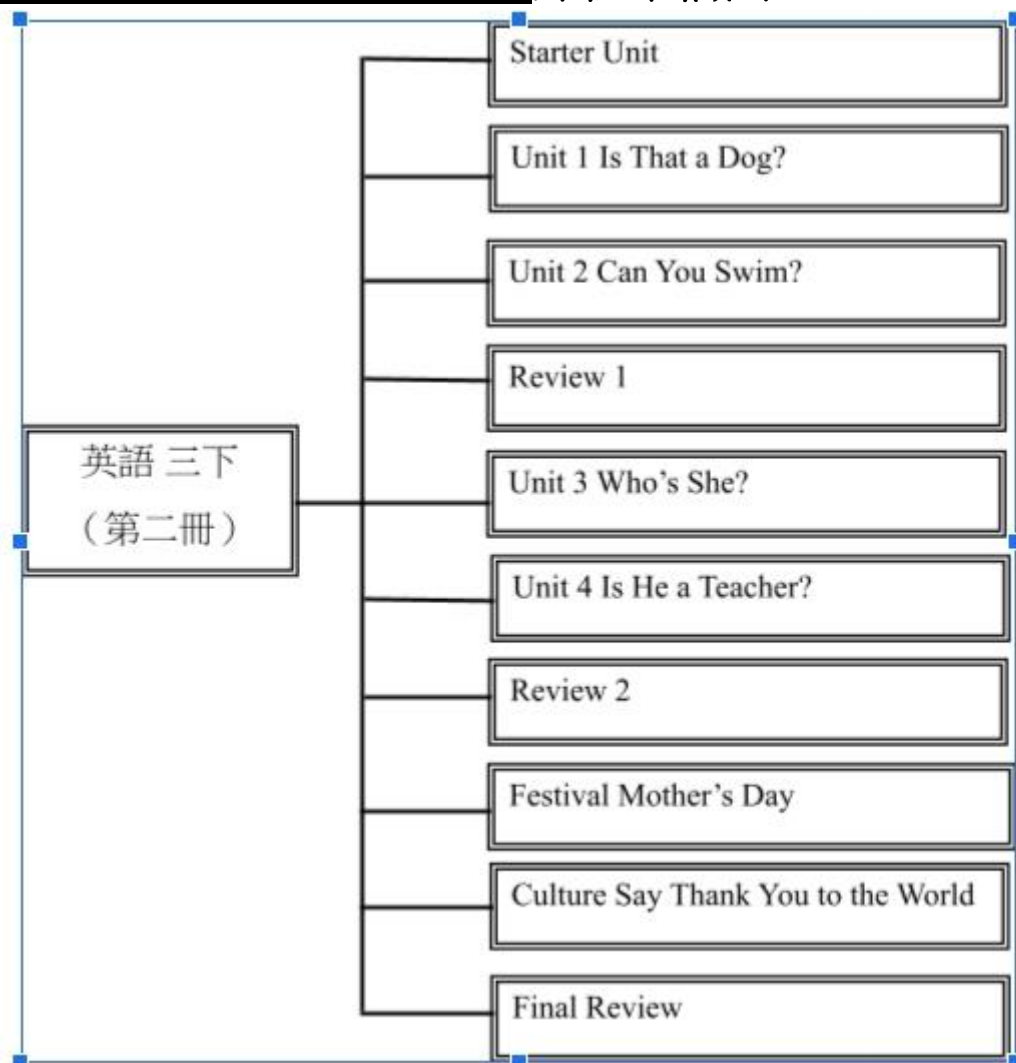 Starter Unit
Unit 1 Is That a Dog?
Unit 2 Can You Swim?
Review 1
英語 三下
（第二冊）
Unit 3 Who’s She?
Unit 4 Is He a Teacher?
Review 2
Festival Mother’s Day
Culture Say Thank You to the World
Final Review